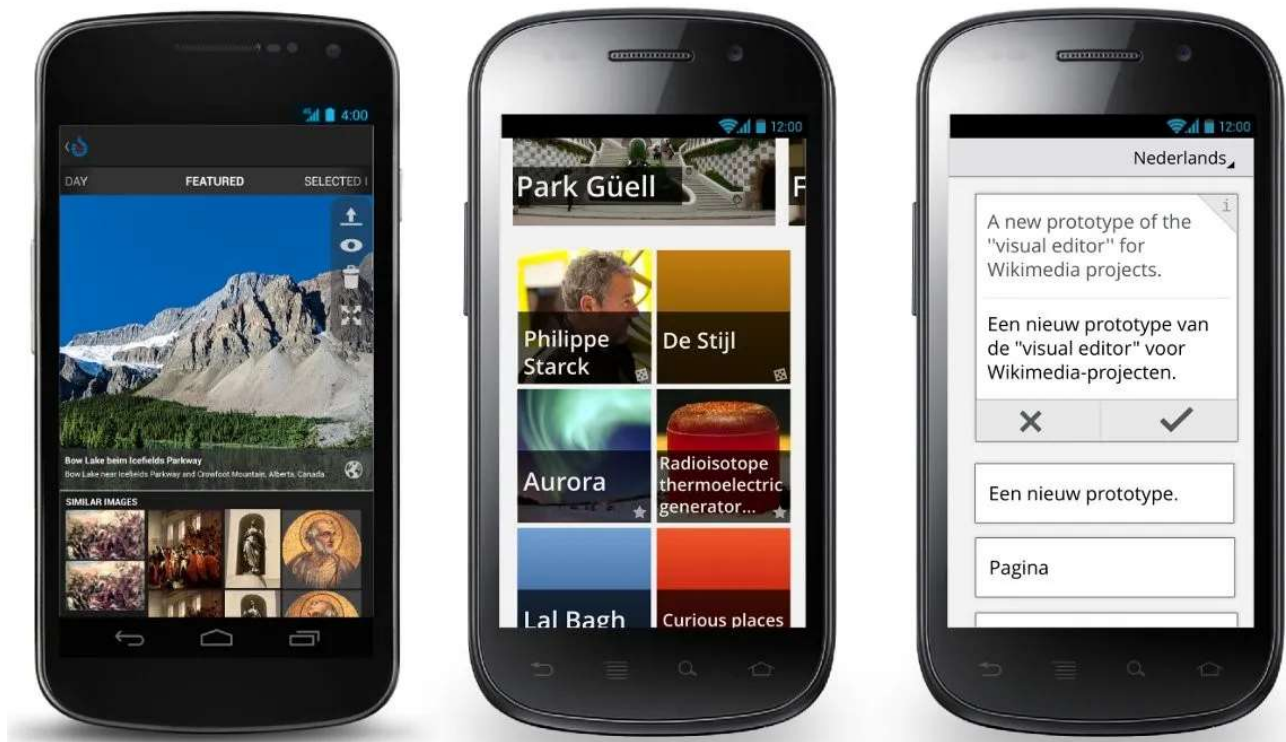 4:00
DAY FEATURED SELECTED I
Bow Lake beim Icefields Parkway
Bow Lake near Icefields Parkway and Crowfoot Mountain, Alberta, Canada
SIMILAR IMAGES
12:00
Park Güell
F
Philippe
Starck
De Stijl
Aurora
Radioisotope
thermoelectric
generator...
Lal Bagh
Curious places
12:00
Nederlands
i
A new prototype of the
"visual editor" for
Wikimedia projects.
Een nieuw prototype van
de "visual editor" voor
Wikimedia-projecten.
Een nieuw prototype.
Pagina